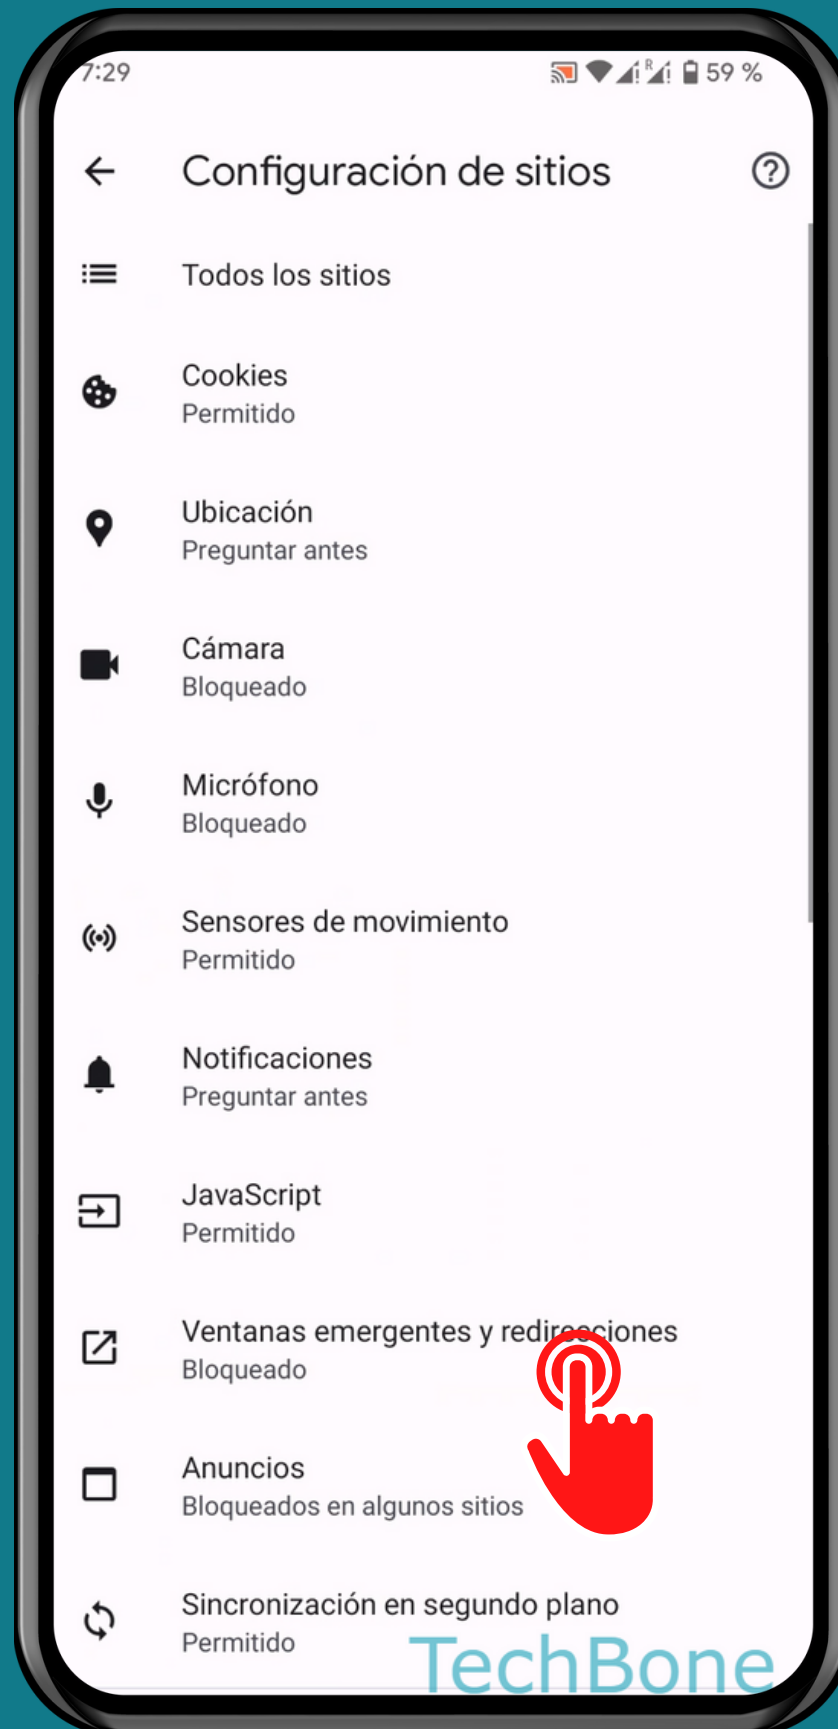 7:29
R 59 %
Configuración de sitios
Todos los sitios
Cookies
Permitido
Ubicación
Preguntar antes
Cámara
Bloqueado
Micrófono
Bloqueado
Sensores de movimiento
Permitido
Notificaciones
Preguntar antes
JavaScript
Permitido
Ventanas emergentes y redirecciones
Bloqueado
Anuncios
Bloqueados en algunos sitios
Sincronización en segundo plano
Permitido
TechBone